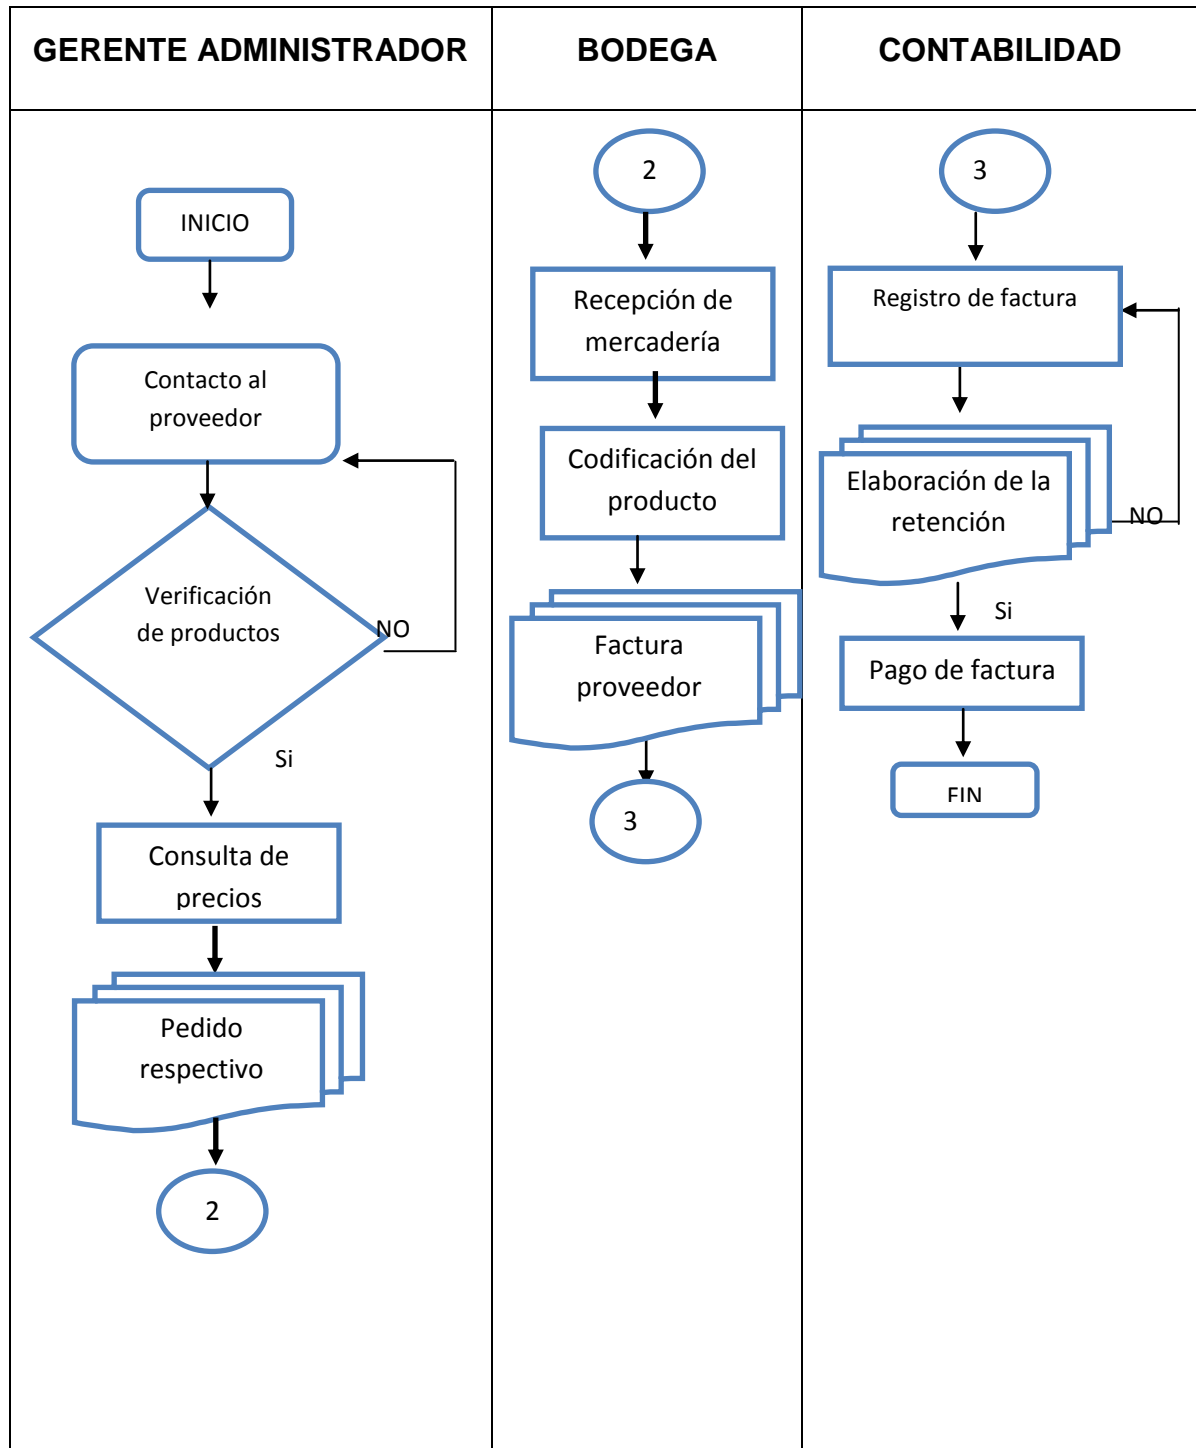 GERENTE ADMINISTRADOR
BODEGA
CONTABILIDAD
INICIO
Contacto al
proveedor
Verificación
de productos
NO
Si
Consulta de
precios
Pedido
respectivo
2
2
Recepción de
mercadería
Codificación del
producto
Factura
proveedor
3
3
Registro de factura
Elaboración de la
retención
NO
Si
Pago de factura
FIN